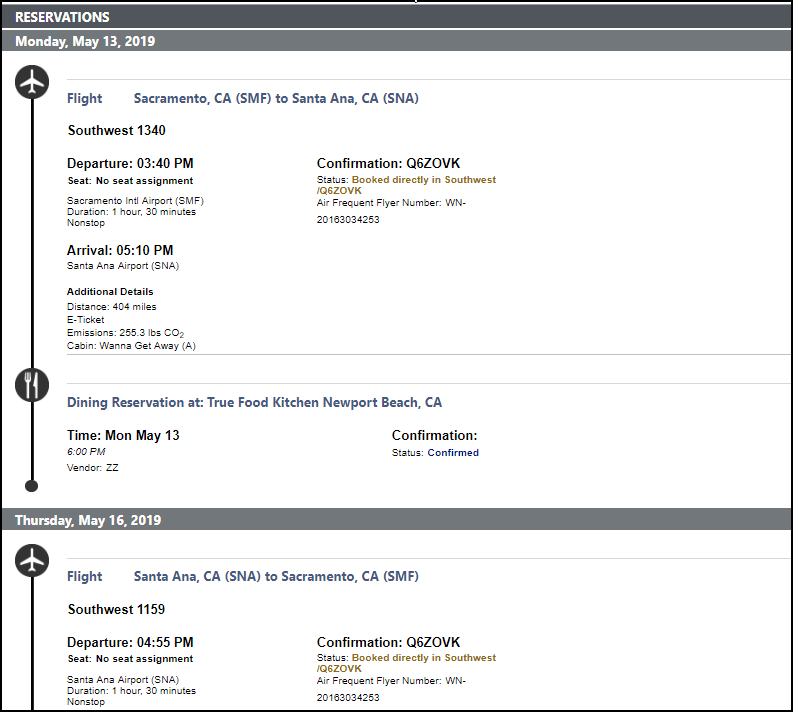 RESERVATIONS
Monday, May 13, 2019
Flight Sacramento, CA (SMF) to Santa Ana, CA (SNA)
Southwest 1340
Departure: 03:40 PM
Seat: No seat assignment
Sacramento Intl Airport (SMF)
Duration: 1 hour, 30 minutes
Nonstop
Confirmation: Q6ZOVK
Status: Booked directly in Southwest
/Q6ZOVK
Air Frequent Flyer Number: WN-
20163034253
Arrival: 05:10 PM
Santa Ana Airport (SNA)
Additional Details
Distance: 404 miles
E-Ticket
Emissions: 255.3 lbs CO2
Cabin: Wanna Get Away (A)
Dining Reservation at: True Food Kitchen Newport Beach, CA
Time: Mon May 13
6:00 PM
Vendor: ZZ
Confirmation:
Status: Confirmed
Thursday, May 16, 2019
Flight Santa Ana, CA (SNA) to Sacramento, CA (SMF)
Southwest 1159
Departure: 04:55 PM
Seat: No seat assignment
Santa Ana Airport (SNA)
Duration: 1 hour, 30 minutes
Nonstop
Confirmation: Q6ZOVK
Status: Booked directly in Southwest
/Q6ZOVK
Air Frequent Flyer Number: WN-
20163034253